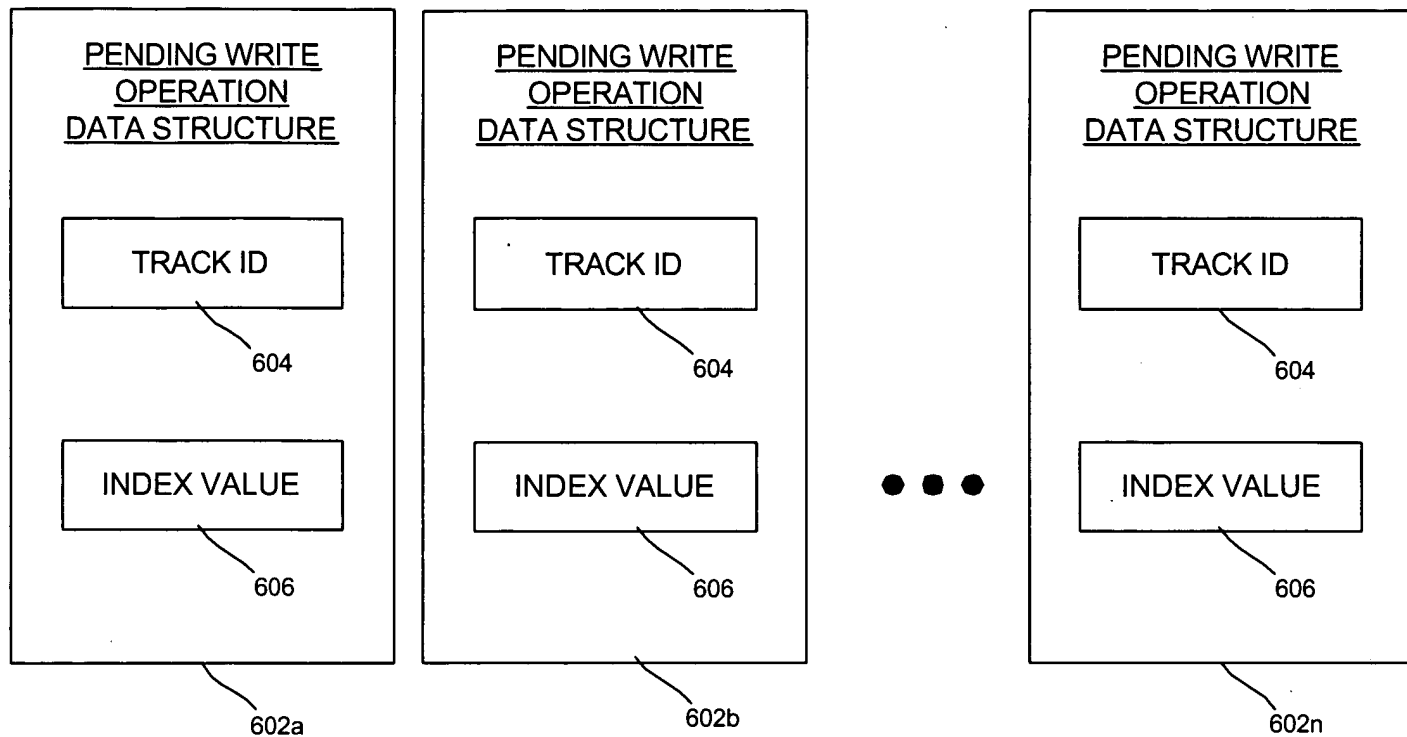 PENDING WRITE
OPERATION
DATA STRUCTURE
TRACK ID
604
INDEX VALUE
606
602a
PENDING WRITE
OPERATION
DATA STRUCTURE
TRACK ID
604
INDEX VALUE
606
602b
PENDING WRITE
OPERATION
DATA STRUCTURE
TRACK ID
604
INDEX VALUE
606
602n